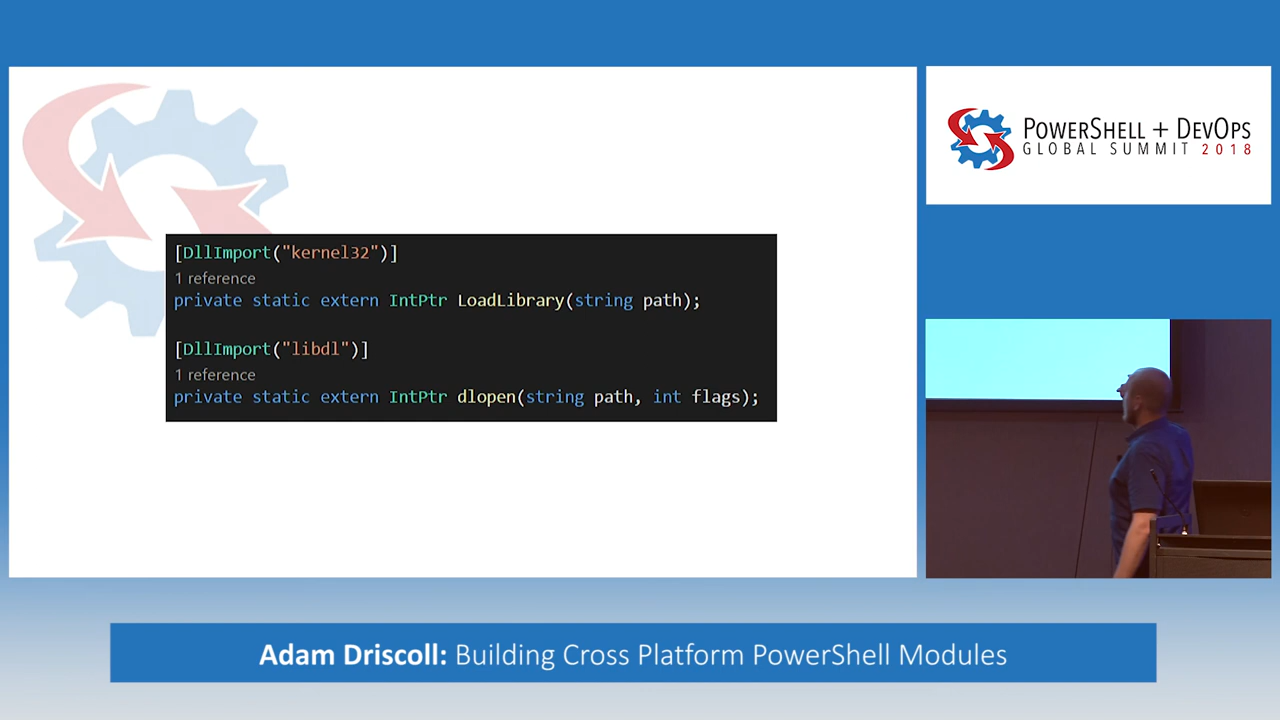 [DllImport("kernel32")]
1 reference
private static extern IntPtr LoadLibrary(string path);
[DllImport("libdl")]
1 reference
private static extern IntPtr dlopen(string path, int flags);
POWERSHELL + DEVOPS
GLOBAL SUMMIT 2018
Adam Driscoll: Building Cross Platform PowerShell Modules